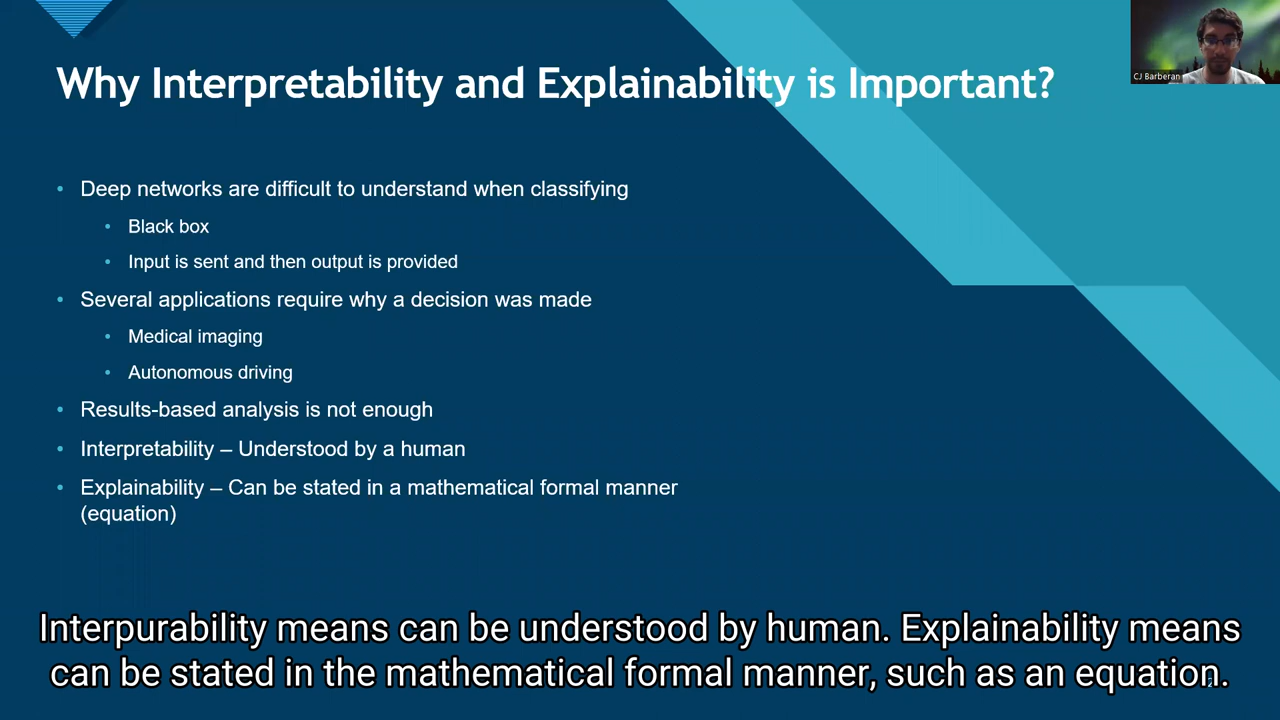 Why Interpretability and Explainability is Important?
CJ Barberan
• Deep networks are difficult to understand when classifying
• Black box
• Input is sent and then output is provided
• Several applications require why a decision was made
• Medical imaging
• Autonomous driving
• Results-based analysis is not enough
• Interpretability – Understood by a human
• Explainability – Can be stated in a mathematical formal manner
(equation)
Interpurability means can be understood by human. Explainability means
can be stated in the mathematical formal manner, such as an equation.